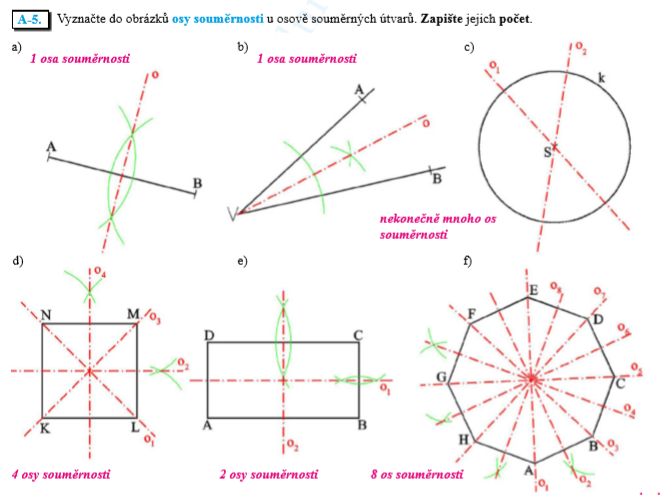 A-5. Vyznačte do obrázků osy souměrnosti u osově souměrných útvarů. Zapište jejich počet.
a) b) c)
1 osa souměrnosti 1 osa souměrnosti
o A B
A o B V
o₁ o₂ k S
nekonečně mnoho os
souměrnosti
d) e) f)
o₄ N M o₃ o₂ K L o₁
D C o₁ A B o₂
E o₈ o₇ F D o₆ G C o₅ o₄ H B o₃ A o₁ o₂
4 osy souměrnosti 2 osy souměrnosti 8 os souměrnosti